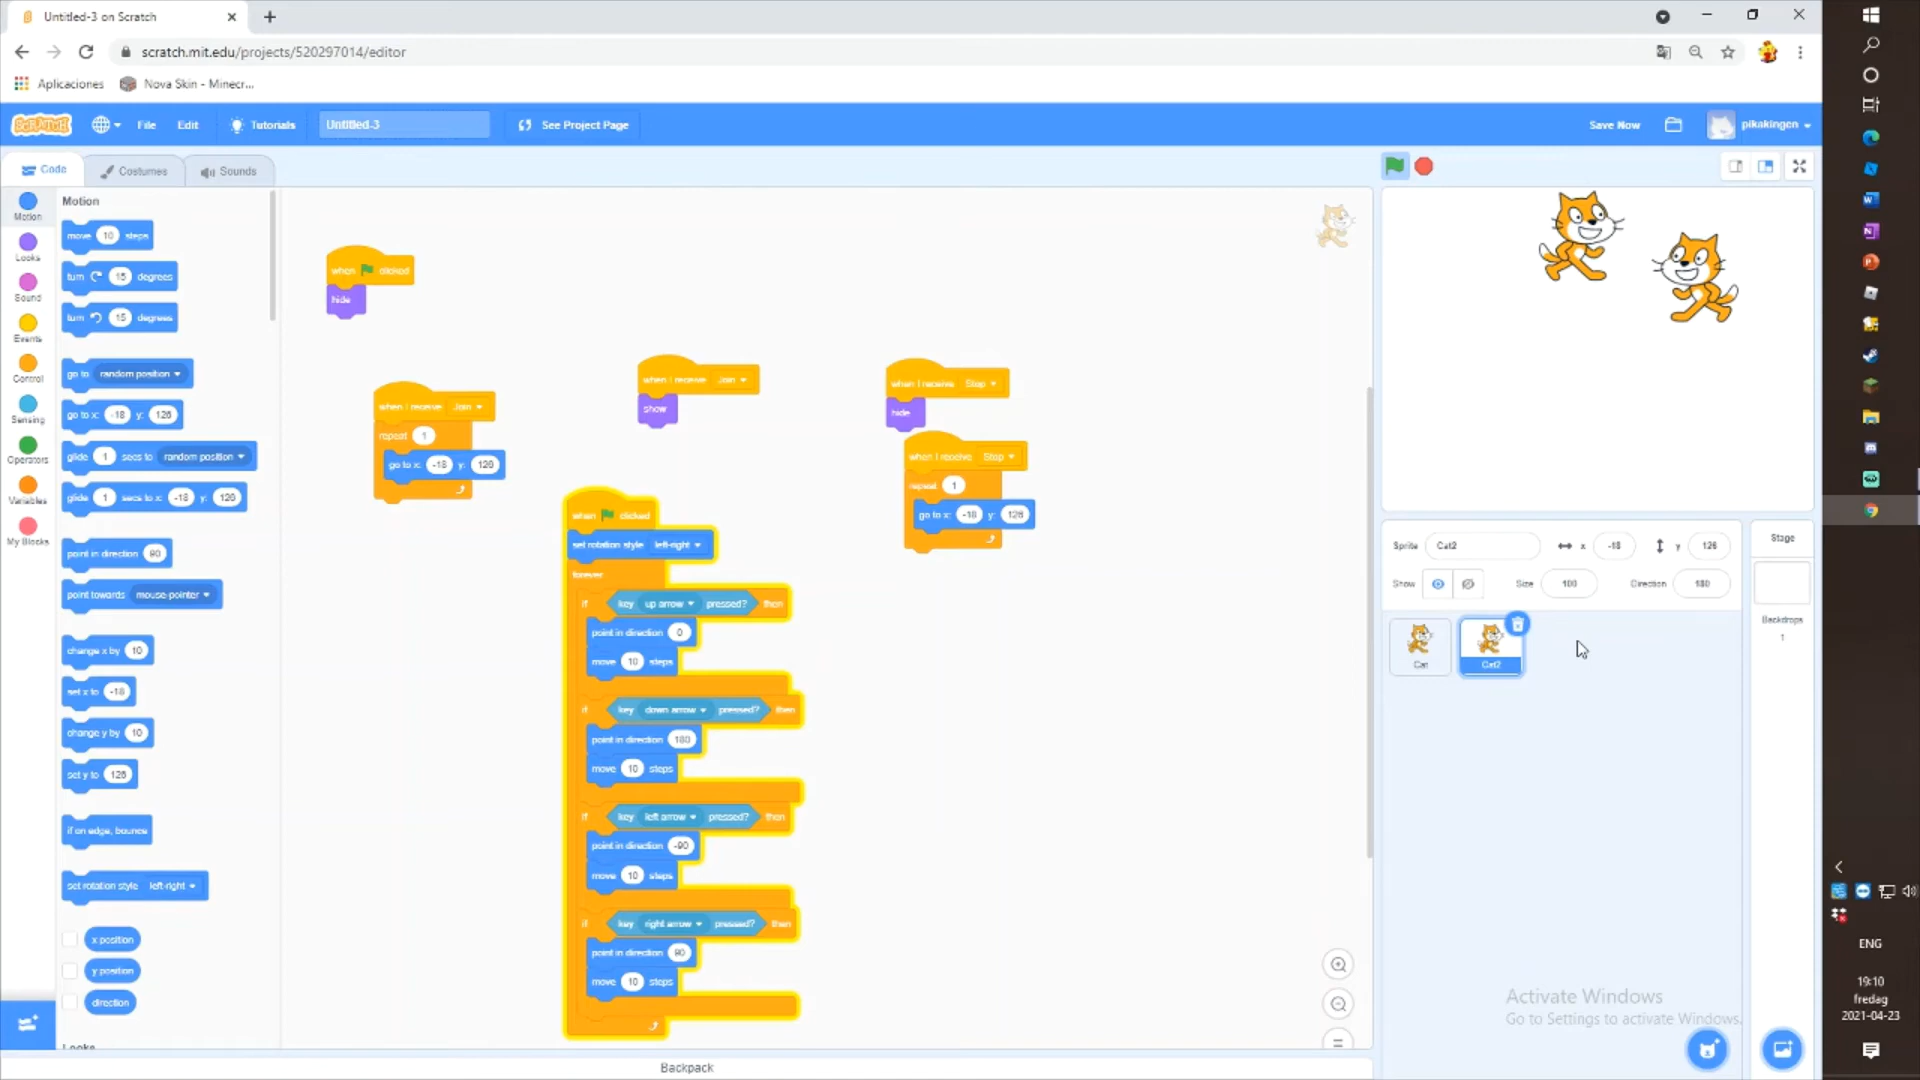 Untitled-3 on Scratch
scratch.mit.edu/projects/520297014/editor
Aplicaciones
Nova Skin - Minecr...
SCRATCH
File
Edit
Tutorials
Untitled-3
See Project Page
Save Now
pikakingen
Code
Costumes
Sounds
Motion
Looks
Sound
Events
Control
Sensing
Operators
Variables
My Blocks
Motion
move 10 steps
turn 15 degrees
turn 15 degrees
go to random position
go to x: -18 y: 126
glide 1 secs to random position
glide 1 secs to x: -18 y: 126
point in direction 90
point towards mouse-pointer
change x by 10
set x to -18
change y by 10
set y to 126
if on edge, bounce
set rotation style left-right
x position
y position
direction
Looks
when clicked
hide
when I receive Join
repeat 1
go to x: -18 y: 126
when I receive Join
show
when I receive Stop
hide
when I receive Stop
repeat 1
go to x: -18 y: 126
when clicked
set rotation style left-right
forever
if key up arrow pressed? then
point in direction 0
move 10 steps
if key down arrow pressed? then
point in direction 180
move 10 steps
if key left arrow pressed? then
point in direction -90
move 10 steps
if key right arrow pressed? then
point in direction 90
move 10 steps
Backpack
Sprite Cat2 x -18 y 126
Show Size 100 Direction 180
Cat
Cat2
Stage
Backdrops
1
Activate Windows
Go to Settings to activate Windows.
ENG
19:10
fredag
2021-04-23